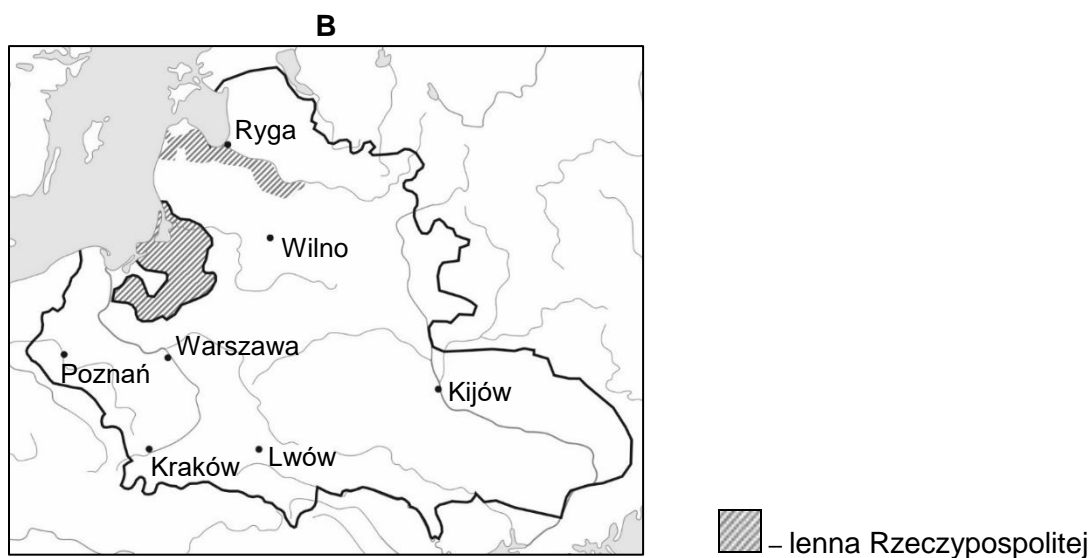 B
Ryga
Wilno
Warszawa
Poznań
Kijów
Kraków
Lwów
– lenna Rzeczypospolitej